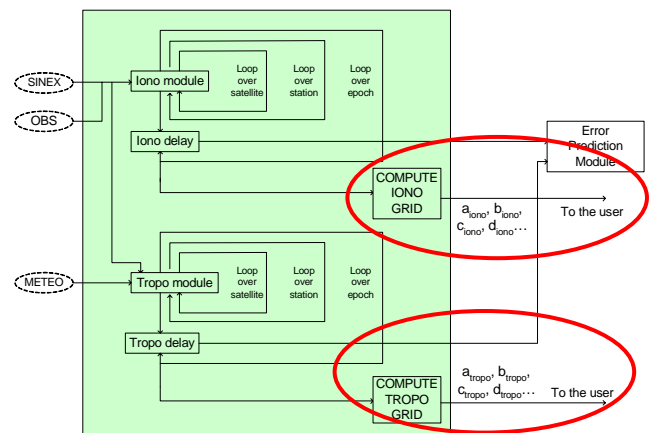 SINEX
OBS
Iono module
Loop
over
satellite
Loop
over
station
Loop
over
epoch
Iono delay
Error
Prediction
Module
COMPUTE
IONO
GRID
a_iono, b_iono,
c_iono, d_iono...
To the user
METEO
Tropo module
Loop
over
satellite
Loop
over
station
Loop
over
epoch
Tropo delay
COMPUTE
TROPO
GRID
a_tropo, b_tropo,
c_tropo, d_tropo...
To the user